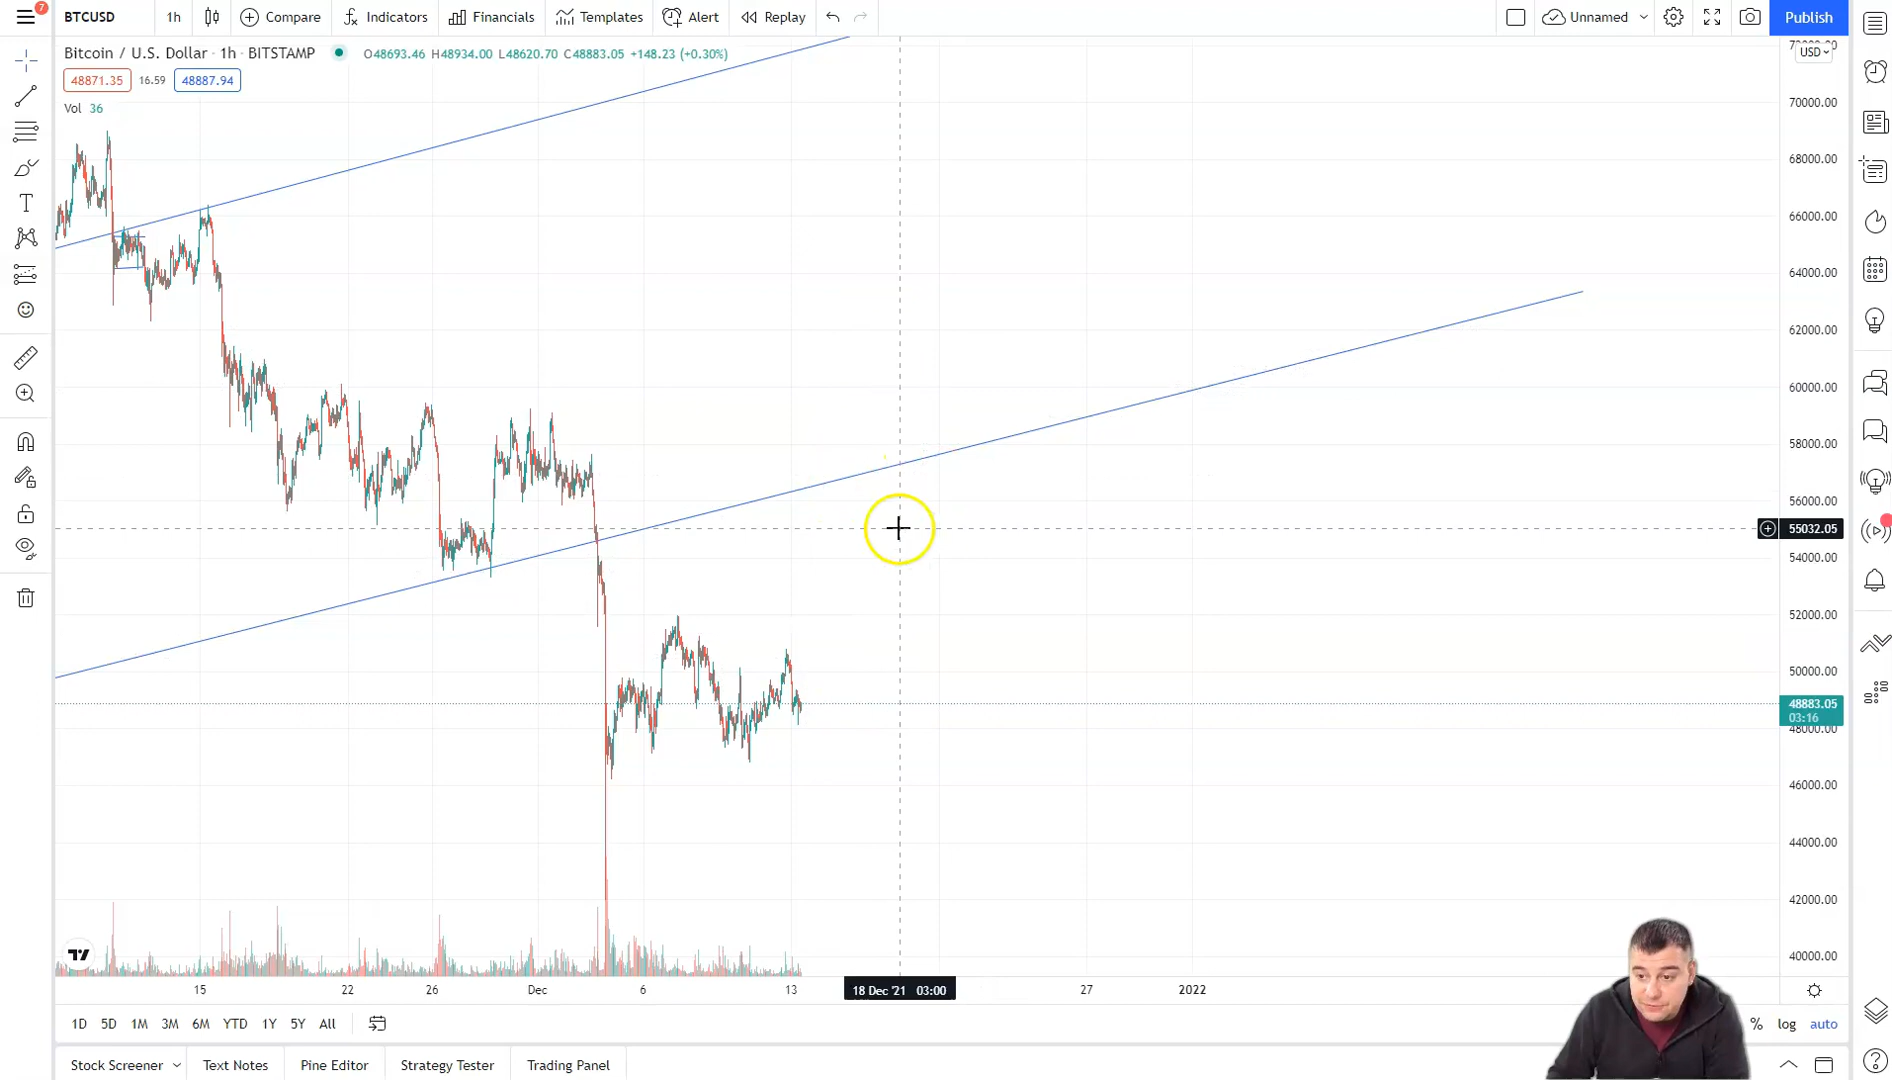 7
BTCUSD 1h Compare Indicators Financials Templates Alert Replay Unnamed Publish
Bitcoin / U.S. Dollar · 1h · BITSTAMP O48693.46 H48934.00 L48620.70 C48883.05 +148.23 (+0.30%)
USD
48871.35 16.59 48887.94
Vol 36
70000.00
68000.00
66000.00
64000.00
62000.00
60000.00
58000.00
56000.00
55032.05
54000.00
52000.00
50000.00
48883.05
03:16
48000.00
46000.00
44000.00
42000.00
40000.00
15 22 26 Dec 6 13 18 Dec '21 03:00 27 2022
1D 5D 1M 3M 6M YTD 1Y 5Y All % log auto
Stock Screener Text Notes Pine Editor Strategy Tester Trading Panel